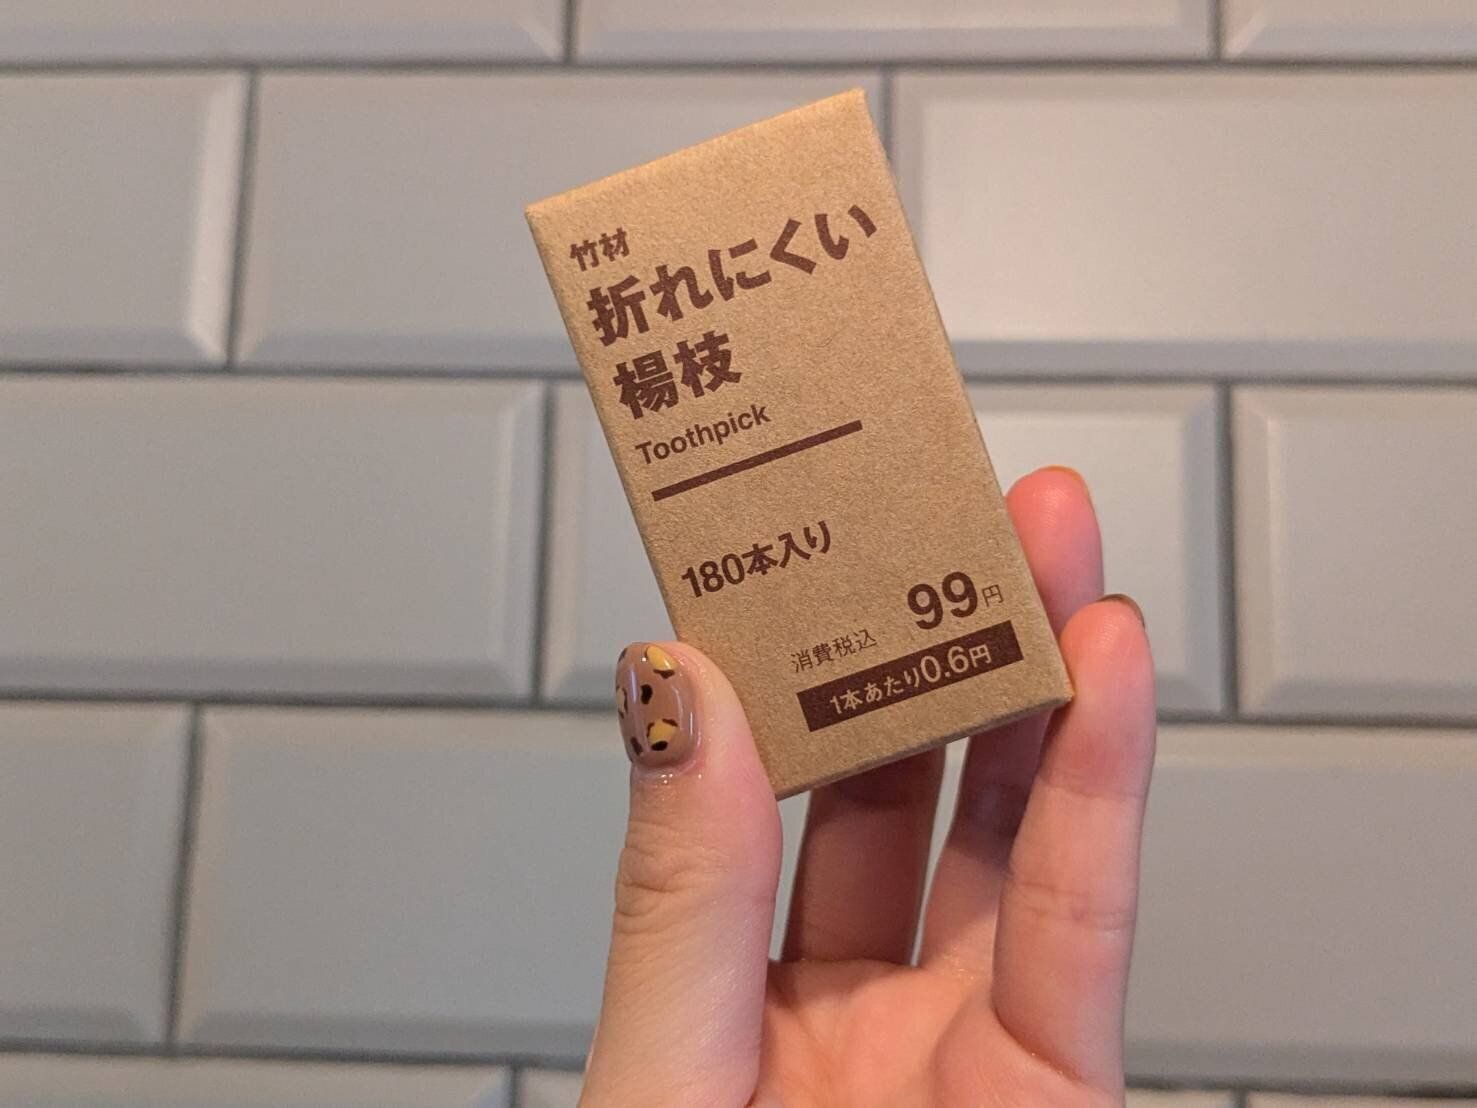 竹材
折れにくい
楊枝
Toothpick
180本入り
99円
消費税込
1本あたり0.6円